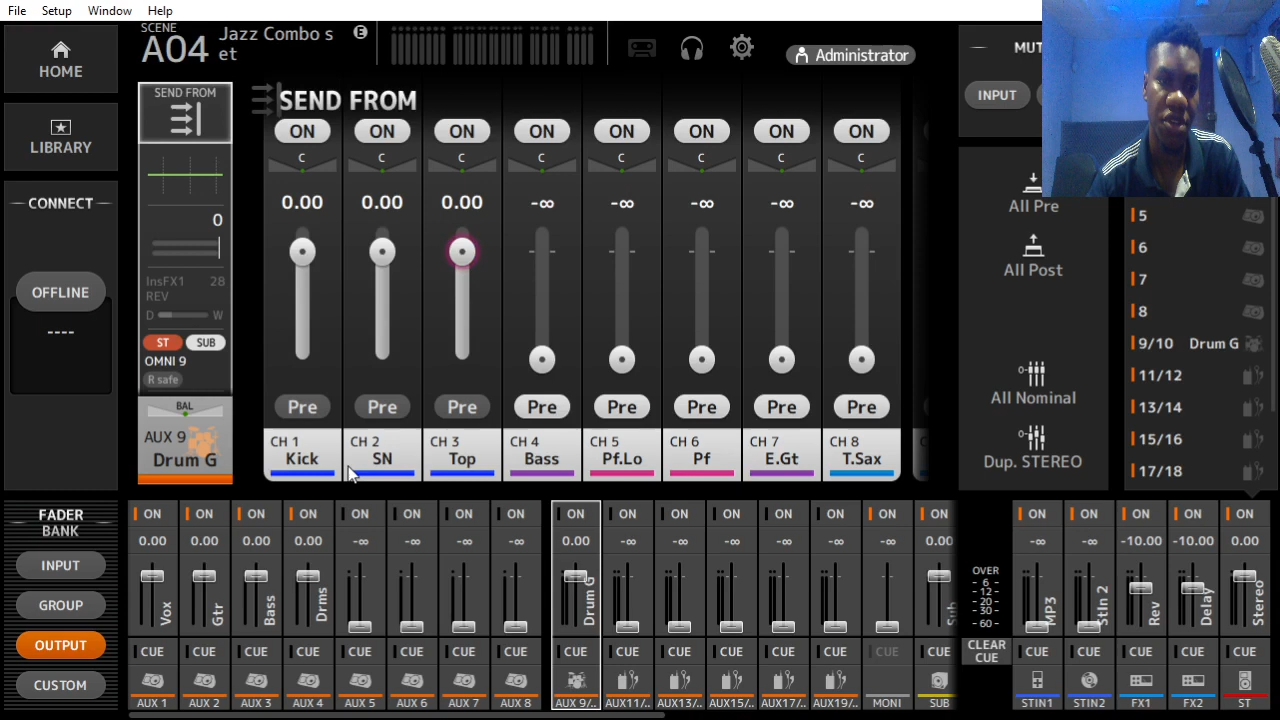 File Setup Window Help
HOME
LIBRARY
CONNECT
OFFLINE
----
SCENE
A04
Jazz Combo s
et
E
Administrator
MUT
INPUT
SEND FROM
0
InsFX1 28
REV
D W
ST SUB
OMNI 9
R safe
BAL
AUX 9
Drum G
SEND FROM
ON ON ON ON ON ON ON ON
C C C C C C C C
0.00 0.00 0.00 -∞ -∞ -∞ -∞ -∞
Pre Pre Pre Pre Pre Pre Pre Pre
CH 1 CH 2 CH 3 CH 4 CH 5 CH 6 CH 7 CH 8
Kick SN Top Bass Pf.Lo Pf E.Gt T.Sax
All Pre
All Post
All Nominal
Dup. STEREO
5
6
7
8
9/10 Drum G
11/12
13/14
15/16
17/18
FADER
BANK
INPUT
GROUP
OUTPUT
CUSTOM
ON ON ON ON ON ON ON ON ON ON ON ON ON ON ON ON ON ON ON ON ON
0.00 0.00 0.00 0.00 -∞ -∞ -∞ -∞ 0.00 -∞ -∞ -∞ -∞ -∞ -∞ 0.00 -∞ -∞ -10.00 -10.00 0.00
Vox Gtr Bass Drms Drum G Sub MP3 StIn 2 Rev Delay Stereo
OVER
6
12
20
30
60
CUE CUE CUE CUE CUE CUE CUE CUE CUE CUE CUE CUE CUE CUE CUE CUE CLEAR CUE CUE CUE CUE CUE CUE
AUX 1 AUX 2 AUX 3 AUX 4 AUX 5 AUX 6 AUX 7 AUX 8 AUX 9/.. AUX11/.. AUX13/.. AUX15/.. AUX17/.. AUX19/.. MONI SUB STIN1 STIN2 FX1 FX2 ST